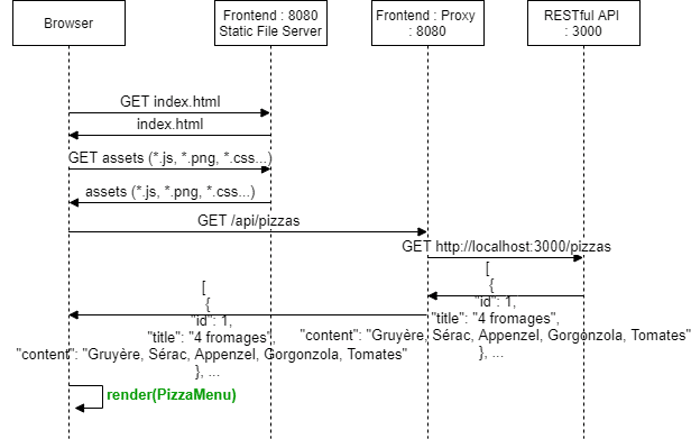 Browser
Frontend : 8080
Static File Server
Frontend : Proxy
: 8080
RESTful API
: 3000
GET index.html
index.html
GET assets (*.js, *.png, *.css...)
assets (*.js, *.png, *.css...)
GET /api/pizzas
GET http://localhost:3000/pizzas
[
{
"id": 1,
"title": "4 fromages",
"content": "Gruyère, Sérac, Appenzel, Gorgonzola, Tomates"
}, ...
[
{
"id": 1,
"title": "4 fromages",
"content": "Gruyère, Sérac, Appenzel, Gorgonzola, Tomates"
}, ...
render(PizzaMenu)